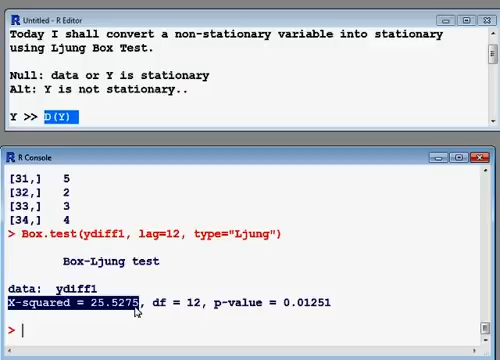 Untitled - R Editor
Today I shall convert a non-stationary variable into stationary
using Ljung Box Test.
Null: data or Y is stationary
Alt: Y is not stationary..
Y >> D(Y)
R Console
[31,] 5
[32,] 2
[33,] 3
[34,] 4
> Box.test(ydiff1, lag=12, type="Ljung")
Box-Ljung test
data: ydiff1
X-squared = 25.5275, df = 12, p-value = 0.01251
>